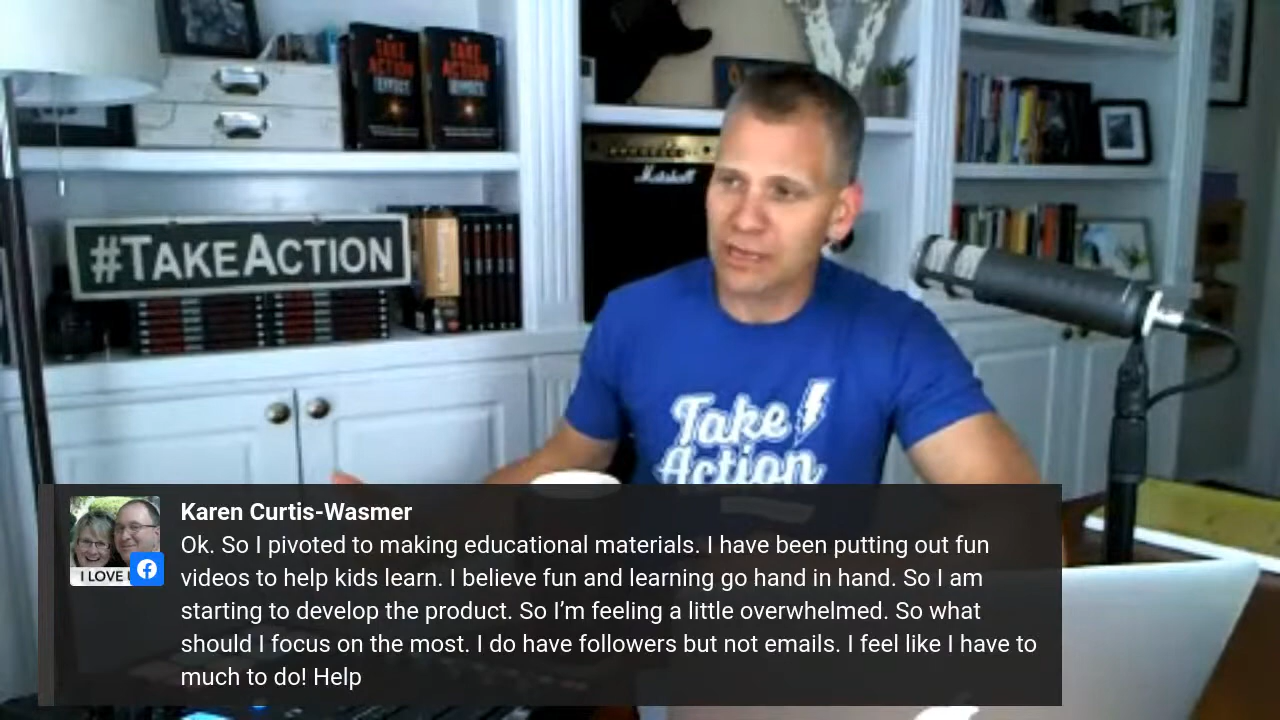 TAKE
ACTION
EFFECT
TAKE
ACTION
EFFECT
Marshall
#TAKEACTION
Take
Action
I LOVE
Karen Curtis-Wasmer
Ok. So I pivoted to making educational materials. I have been putting out fun
videos to help kids learn. I believe fun and learning go hand in hand. So I am
starting to develop the product. So I’m feeling a little overwhelmed. So what
should I focus on the most. I do have followers but not emails. I feel like I have to
much to do! Help